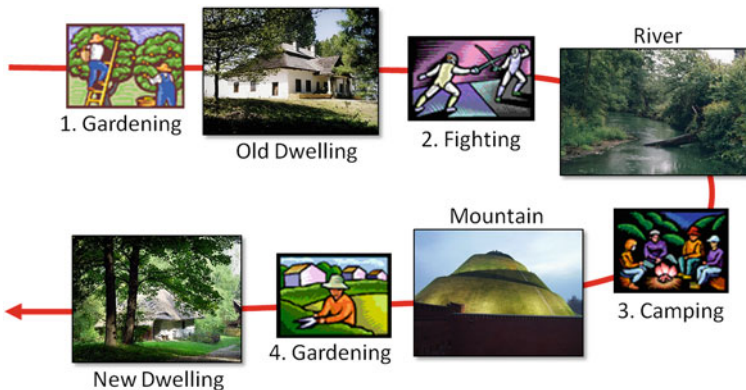 1. Gardening
Old Dwelling
2. Fighting
River
3. Camping
Mountain
4. Gardening
New Dwelling